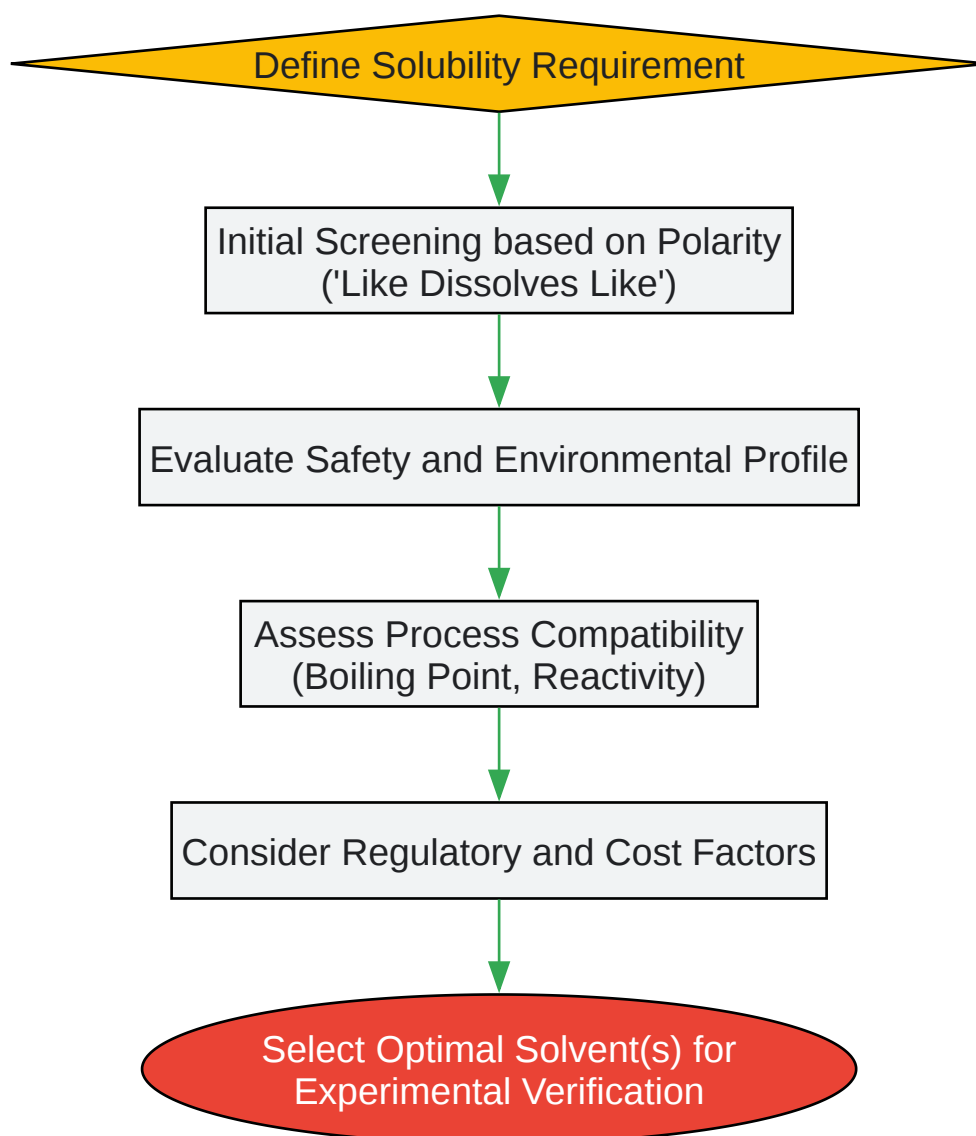 Define Solubility Requirement
Initial Screening based on Polarity
('Like Dissolves Like')
Evaluate Safety and Environmental Profile
Assess Process Compatibility
(Boiling Point, Reactivity)
Consider Regulatory and Cost Factors
Select Optimal Solvent(s) for
Experimental Verification